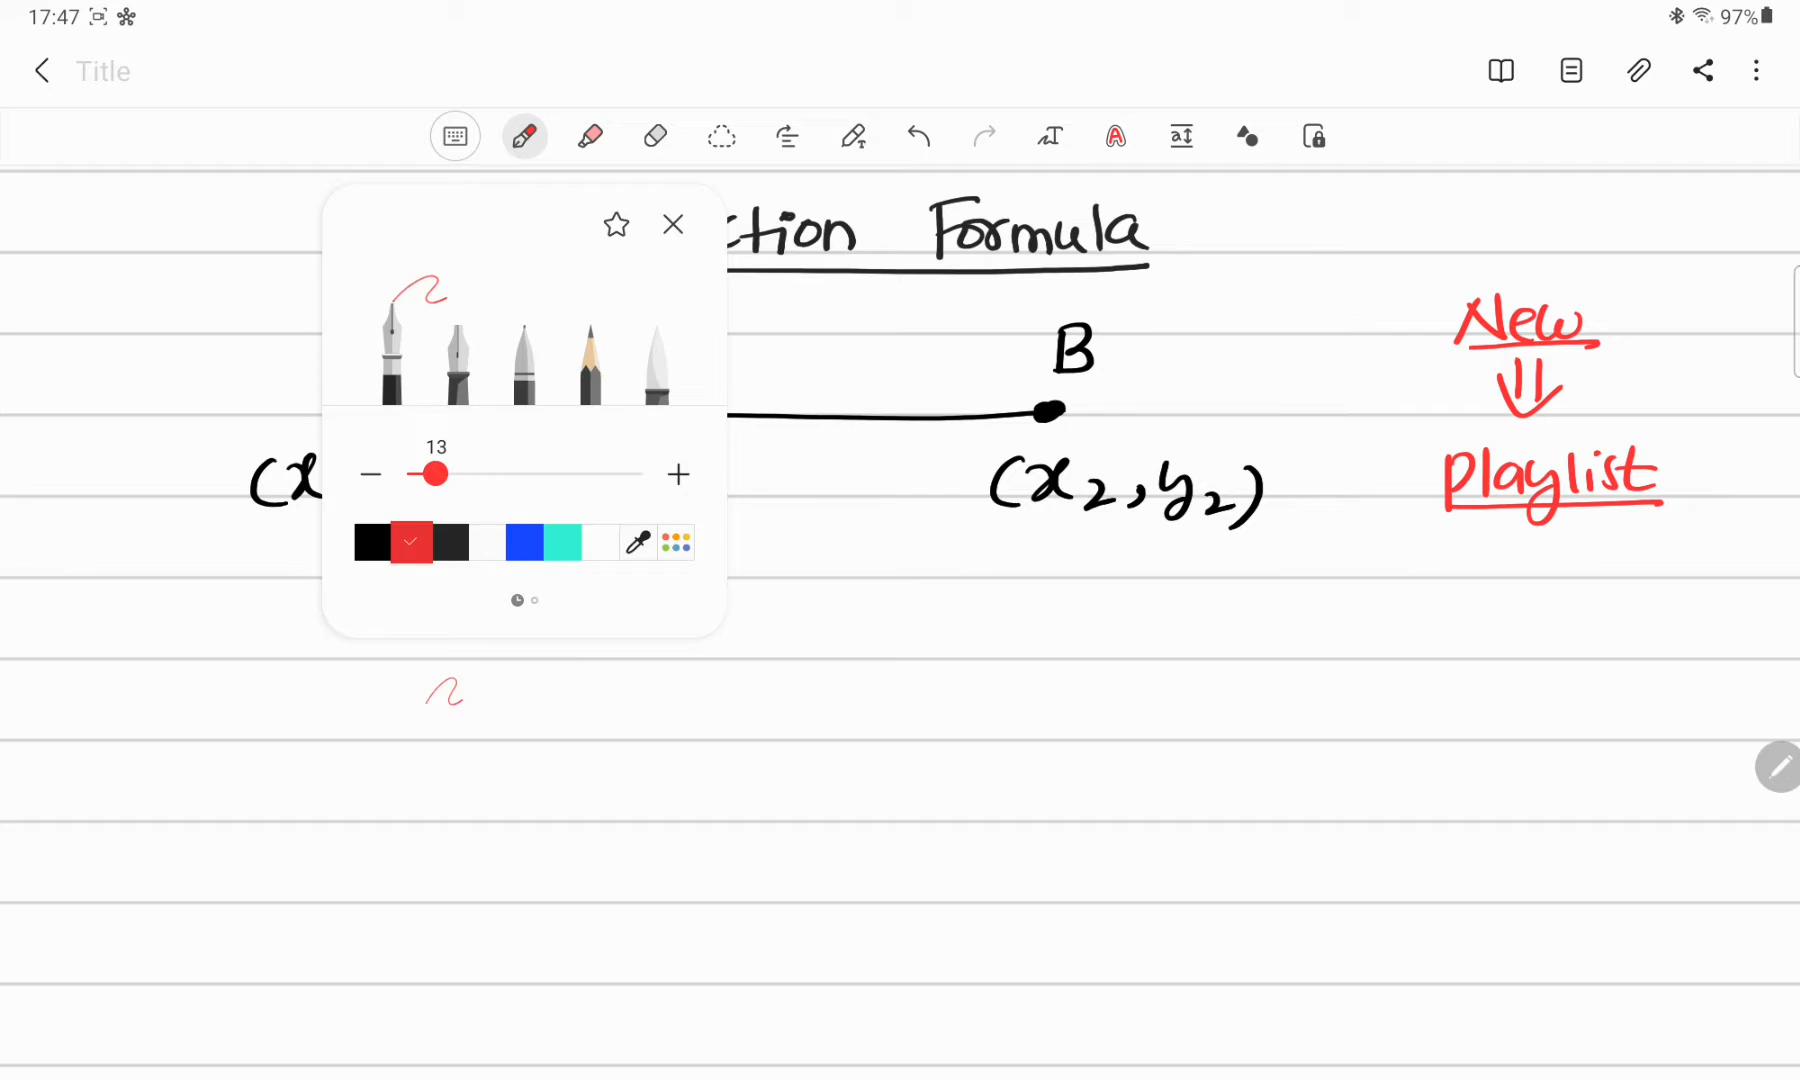 17:47
97%
Title
ction Formula
B
New
13
(x
(x₂, y₂)
Playlist